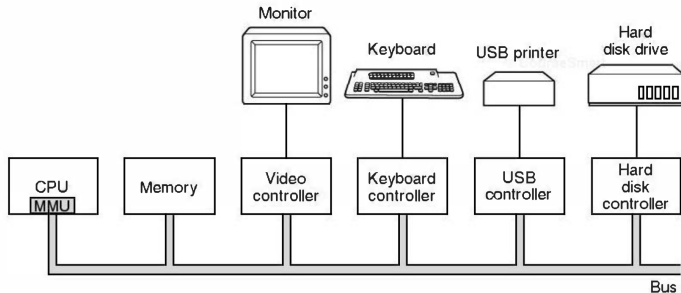 Monitor
Keyboard
USB printer
Hard
disk drive
CPU
MMU
Memory
Video
controller
Keyboard
controller
USB
controller
Hard
disk
controller
Bus